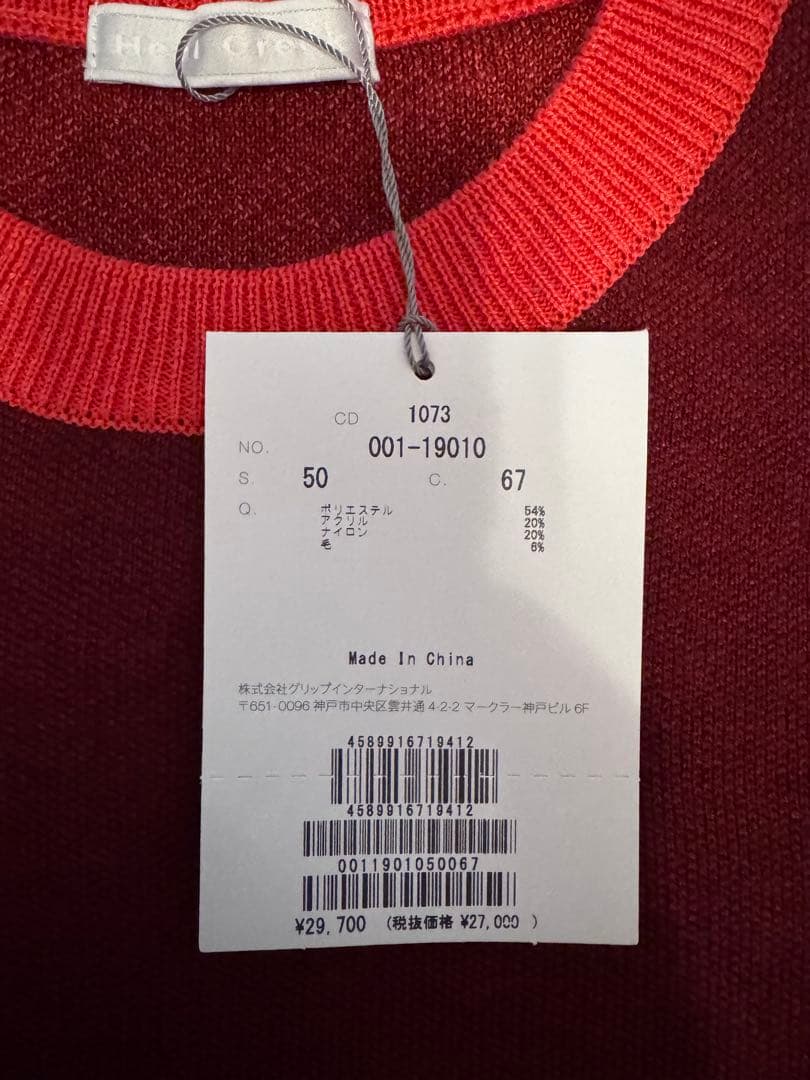 CD 1073
NO. 001-19010
S. 50 C. 67
Q. ポリエステル 54%
アクリル 20%
ナイロン 20%
毛 6%
Made In China
株式会社グリップインターナショナル
〒651-0096 神戸市中央区雲井通 4-2-2 マークラー神戸ビル 6F
4589916719412
4589916719412
0011901050067
¥29,700 (税抜価格 ¥27,000 )